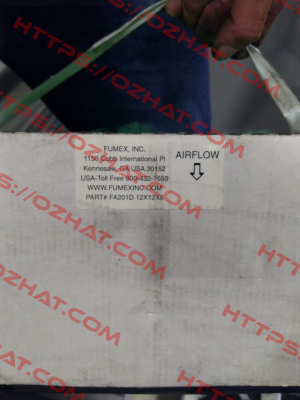 FUMEX, INC.
1150 Cobb International Pl
Kennesaw, GA USA 30152
USA-Toll Free 800-432-7550
WWW.FUMEXINC.COM
PART# FA201D 12X12X6
AIRFLOW
HTTPS://OZHAT.COM
HTTPS://OZHAT.COM
HTTPS://OZHAT.COM
HTTPS://OZHAT.COM